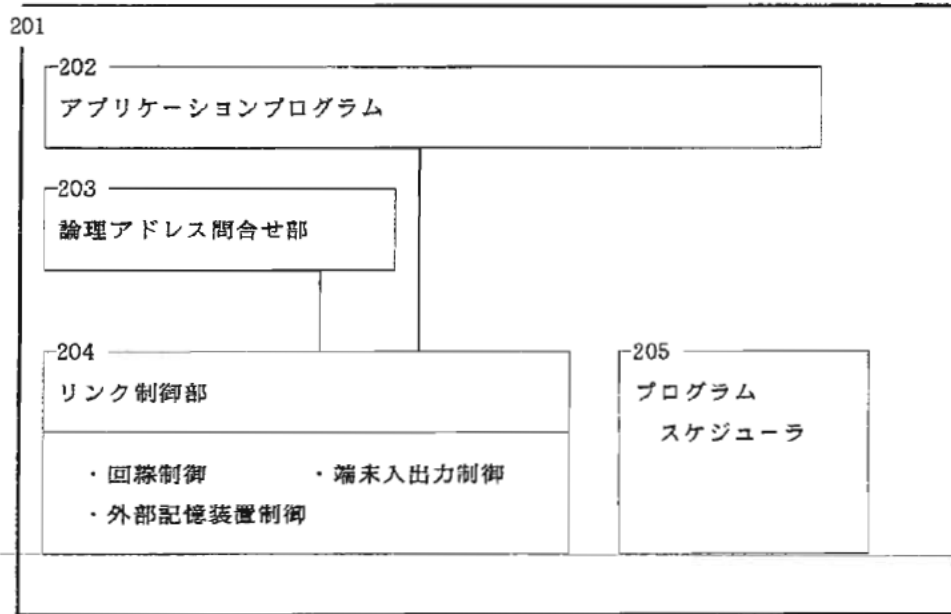 201
202
アプリケーションプログラム
203
論理アドレス問合せ部
204
リンク制御部
・回線制御 ・端末入出力制御
・外部記憶装置制御
205
プログラム
スケジューラ